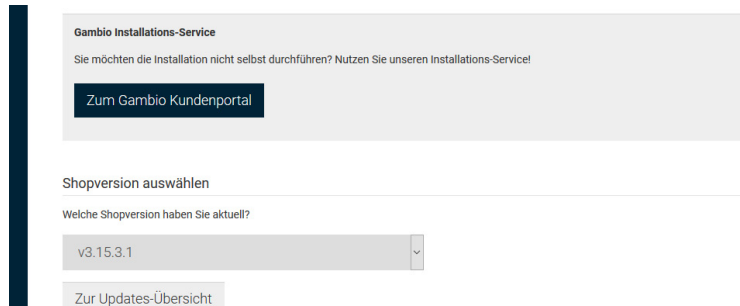 Gambio Installations-Service
Sie möchten die Installation nicht selbst durchführen? Nutzen Sie unseren Installations-Service!
Zum Gambio Kundenportal
Shopversion auswählen
Welche Shopversion haben Sie aktuell?
v3.15.3.1
Zur Updates-Übersicht